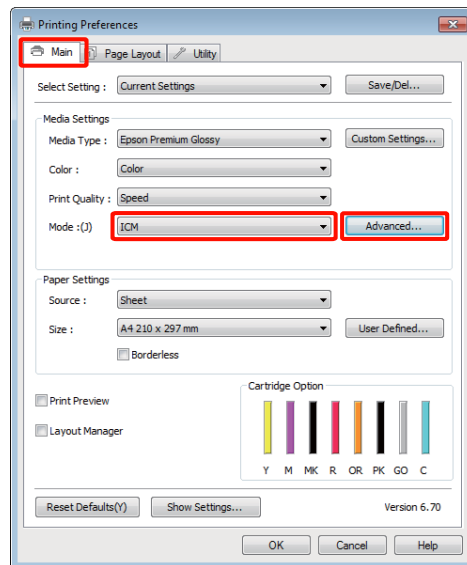 Printing Preferences
Main Page Layout Utility
Select Setting : Current Settings Save/Del...
Media Settings
Media Type : Epson Premium Glossy Custom Settings...
Color : Color
Print Quality : Speed
Mode :(J) ICM Advanced...
Paper Settings
Source : Sheet
Size : A4 210 x 297 mm User Defined...
Borderless
Cartridge Option
Print Preview
Layout Manager
Y M MK R OR PK GO C
Reset Defaults(Y) Show Settings... Version 6.70
OK Cancel Help